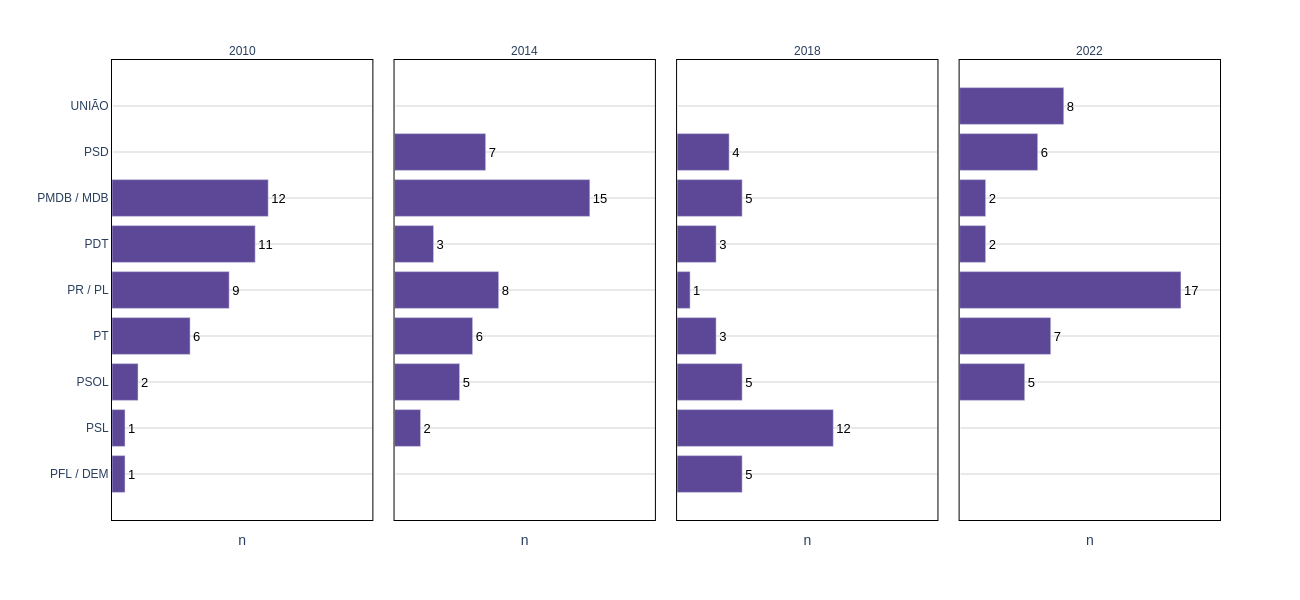 2010 2014 2018 2022
UNIÃO 8
PSD 7 4 6
PMDB / MDB 12 15 5 2
PDT 11 3 3 2
PR / PL 9 8 1 17
PT 6 6 3 7
PSOL 2 5 5 5
PSL 1 2 12
PFL / DEM 1 5
n n n n